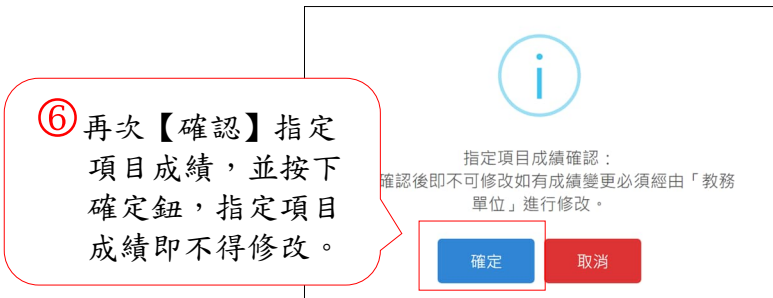 ⑥再次【確認】指定
項目成績，並按下
確定鈕，指定項目
成績即不得修改。
i
指定項目成績確認：
確認後即不可修改如有成績變更必須經由「教務
單位」進行修改。
確定
取消